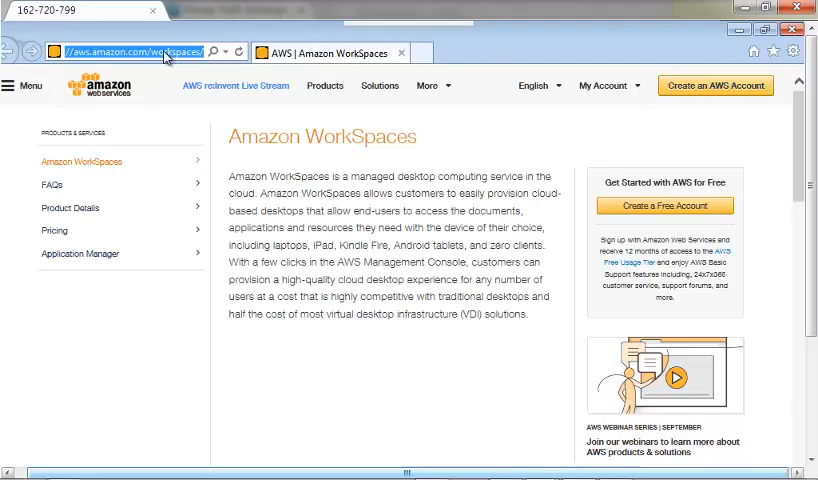 162-720-799
//aws.amazon.com/workspaces/
AWS | Amazon WorkSpaces
Menu
amazon
web services
AWS re:Invent Live Stream
Products
Solutions
More
English
My Account
Create an AWS Account
PRODUCTS & SERVICES
Amazon WorkSpaces
FAQs
Product Details
Pricing
Application Manager
Amazon WorkSpaces
Amazon WorkSpaces is a managed desktop computing service in the
cloud. Amazon WorkSpaces allows customers to easily provision cloud-
based desktops that allow end-users to access the documents,
applications and resources they need with the device of their choice,
including laptops, iPad, Kindle Fire, Android tablets, and zero clients.
With a few clicks in the AWS Management Console, customers can
provision a high-quality cloud desktop experience for any number of
users at a cost that is highly competitive with traditional desktops and
half the cost of most virtual desktop infrastructure (VDI) solutions.
Get Started with AWS for Free
Create a Free Account
Sign up with Amazon Web Services and
receive 12 months of access to the AWS
Free Usage Tier and enjoy AWS Basic
Support features including, 24x7x366
customer service, support forums, and
more.
AWS WEBINAR SERIES | SEPTEMBER
Join our webinars to learn more about
AWS products & solutions